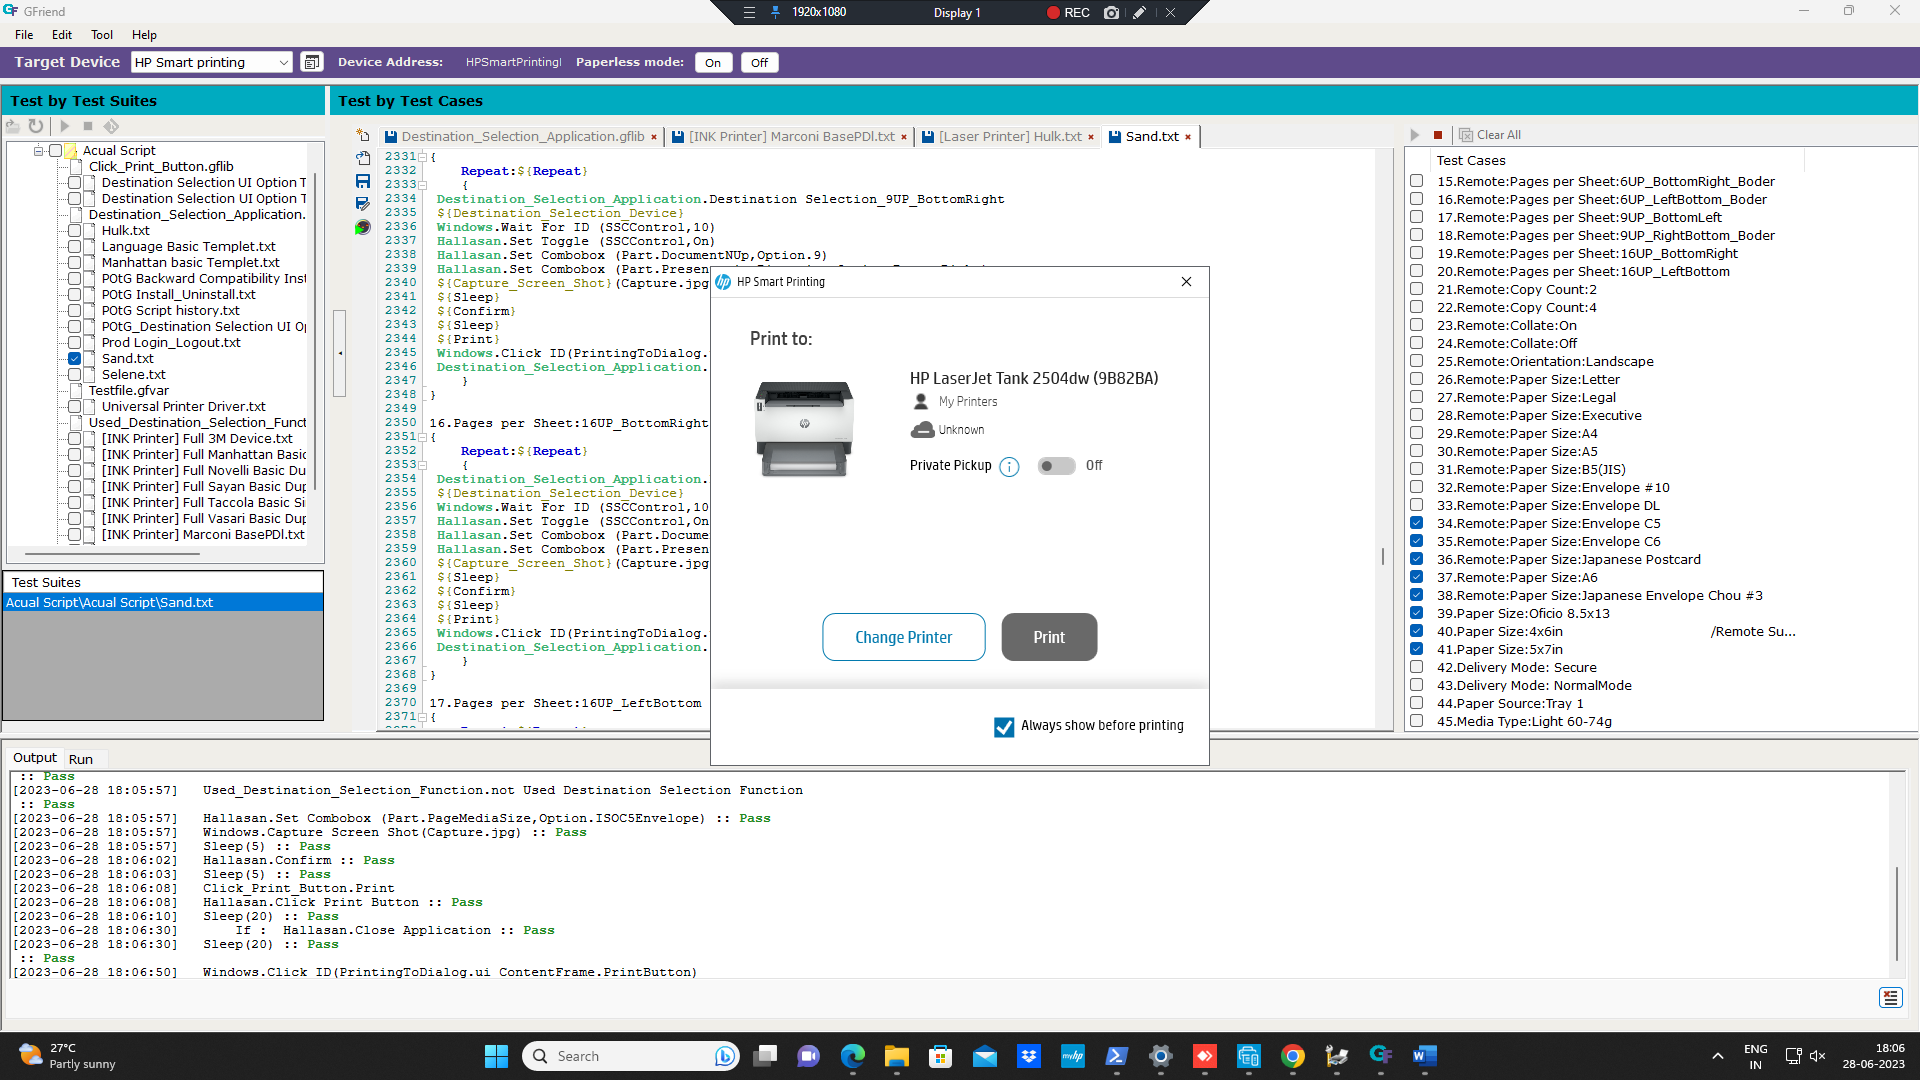 GFriend
1920x1080
Display 1
REC
File Edit Tool Help
Target Device HP Smart printing Device Address: HPSmartPrintingI Paperless mode: On Off
Test by Test Suites
Acual Script
Click_Print_Button.gflib
Destination Selection UI Option T
Destination Selection UI Option T
Destination_Selection_Application.
Hulk.txt
Language Basic Templet.txt
Manhattan basic Templet.txt
POtG Backward Compatibility Inst
POtG Install_Uninstall.txt
POtG Script history.txt
POtG_Destination Selection UI Op
Prod Login_Logout.txt
Sand.txt
Selene.txt
Testfile.gfvar
Universal Printer Driver.txt
Used_Destination_Selection_Funct
[INK Printer] Full 3M Device.txt
[INK Printer] Full Manhattan Basic
[INK Printer] Full Novelli Basic Du
[INK Printer] Full Sayan Basic Dup
[INK Printer] Full Taccola Basic Si
[INK Printer] Full Vasari Basic Dup
[INK Printer] Marconi BasePDl.txt
Test Suites
Acual Script\Acual Script\Sand.txt
Test by Test Cases
Destination_Selection_Application.gflib
[INK Printer] Marconi BasePDl.txt
[Laser Printer] Hulk.txt
Sand.txt
2331 {
2332 Repeat:${Repeat}
2333 {
2334 Destination_Selection_Application.Destination Selection_9UP_BottomRight
2335 ${Destination_Selection_Device}
2336 Windows.Wait For ID (SSCControl,10)
2337 Hallasan.Set Toggle (SSCControl,On)
2338 Hallasan.Set Combobox (Part.DocumentNUp,Option.9)
2339 Hallasan.Set Combobox (Part.Presen
2340 ${Capture_Screen_Shot}(Capture.jpg
2341 ${Sleep}
2342 ${Confirm}
2343 ${Sleep}
2344 ${Print}
2345 Windows.Click ID(PrintingToDialog.
2346 Destination_Selection_Application.
2347 }
2348 }
2349
2350 16.Pages per Sheet:16UP_BottomRight
2351 {
2352 Repeat:${Repeat}
2353 {
2354 Destination_Selection_Application.
2355 ${Destination_Selection_Device}
2356 Windows.Wait For ID (SSCControl,10
2357 Hallasan.Set Toggle (SSCControl,On
2358 Hallasan.Set Combobox (Part.Docume
2359 Hallasan.Set Combobox (Part.Presen
2360 ${Capture_Screen_Shot}(Capture.jpg
2361 ${Sleep}
2362 ${Confirm}
2363 ${Sleep}
2364 ${Print}
2365 Windows.Click ID(PrintingToDialog.
2366 Destination_Selection_Application.
2367 }
2368 }
2369
2370 17.Pages per Sheet:16UP_LeftBottom
2371 {
HP Smart Printing
Print to:
HP LaserJet Tank 2504dw (9B82BA)
My Printers
Unknown
Private Pickup Off
Change Printer
Print
Always show before printing
Clear All
Test Cases
15.Remote:Pages per Sheet:6UP_BottomRight_Boder
16.Remote:Pages per Sheet:6UP_LeftBottom_Boder
17.Remote:Pages per Sheet:9UP_BottomLeft
18.Remote:Pages per Sheet:9UP_RightBottom_Boder
19.Remote:Pages per Sheet:16UP_BottomRight
20.Remote:Pages per Sheet:16UP_LeftBottom
21.Remote:Copy Count:2
22.Remote:Copy Count:4
23.Remote:Collate:On
24.Remote:Collate:Off
25.Remote:Orientation:Landscape
26.Remote:Paper Size:Letter
27.Remote:Paper Size:Legal
28.Remote:Paper Size:Executive
29.Remote:Paper Size:A4
30.Remote:Paper Size:A5
31.Remote:Paper Size:B5(JIS)
32.Remote:Paper Size:Envelope #10
33.Remote:Paper Size:Envelope DL
34.Remote:Paper Size:Envelope C5
35.Remote:Paper Size:Envelope C6
36.Remote:Paper Size:Japanese Postcard
37.Remote:Paper Size:A6
38.Remote:Paper Size:Japanese Envelope Chou #3
39.Paper Size:Oficio 8.5x13
40.Paper Size:4x6in /Remote Su...
41.Paper Size:5x7in
42.Delivery Mode: Secure
43.Delivery Mode: NormalMode
44.Paper Source:Tray 1
45.Media Type:Light 60-74g
Output Run
:: Pass
[2023-06-28 18:05:57] Used_Destination_Selection_Function.not Used Destination Selection Function
:: Pass
[2023-06-28 18:05:57] Hallasan.Set Combobox (Part.PageMediaSize,Option.ISOC5Envelope) :: Pass
[2023-06-28 18:05:57] Windows.Capture Screen Shot(Capture.jpg) :: Pass
[2023-06-28 18:05:57] Sleep(5) :: Pass
[2023-06-28 18:06:02] Hallasan.Confirm :: Pass
[2023-06-28 18:06:03] Sleep(5) :: Pass
[2023-06-28 18:06:08] Click_Print_Button.Print
[2023-06-28 18:06:08] Hallasan.Click Print Button :: Pass
[2023-06-28 18:06:10] Sleep(20) :: Pass
[2023-06-28 18:06:30] If : Hallasan.Close Application :: Pass
[2023-06-28 18:06:30] Sleep(20) :: Pass
:: Pass
[2023-06-28 18:06:50] Windows.Click ID(PrintingToDialog.ui ContentFrame.PrintButton)
27°C
Partly sunny
Search
myhp
ENG
IN
18:06
28-06-2023